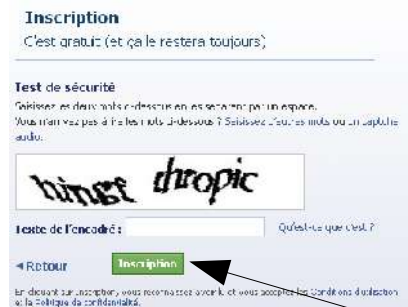 Inscription
C'est gratuit (et ça le restera toujours)
Test de sécurité
Saisissez les deux mots ci-dessous en les séparant par un espace.
Vous n'arrivez pas à lire les mots ci-dessous ? Saisissez d'autres mots ou un captcha
audio.
thropic
Texte de l'encadré :
Qu'est-ce que c'est ?
Retour
Inscription
En cliquant sur Inscription, vous reconnaissez avoir lu et vous acceptez les Conditions d'utilisation
et la Politique de confidentialité.